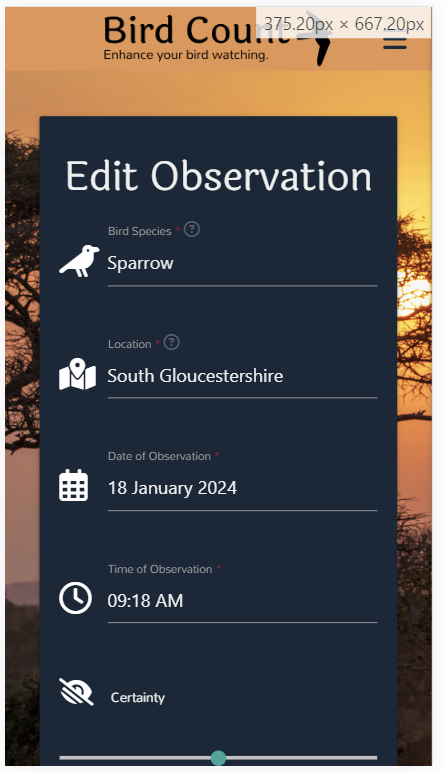 Bird Count
375.20px × 667.20px
Enhance your bird watching.
Edit Observation
Bird Species * ?
Sparrow
Location * ?
South Gloucestershire
Date of Observation *
18 January 2024
Time of Observation *
09:18 AM
Certainty